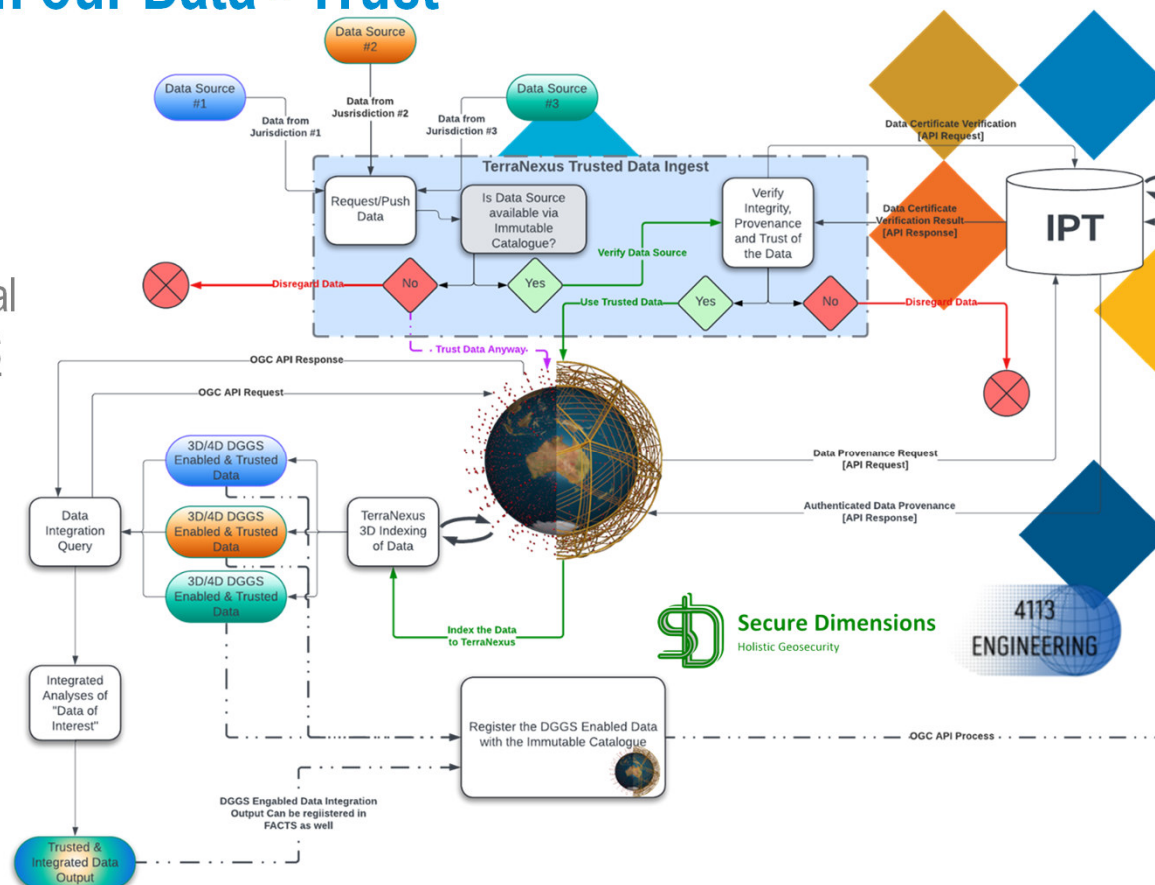 our Data - Trust
Data Source
#2
Data Source
#1
Data Source
#3
Data from
Jurisdiction #1
Data from
Jusrisdiction #2
Data from
Jurisdiction #3
Data Certificate Verification
[API Request]
TerraNexus Trusted Data Ingest
Request/Push
Data
Is Data Source
available via
Immutable
Catalogue?
Verify
Integrity,
Provenance
and Trust of
the Data
Data Certificate
Verification Result
[API Response]
IPT
Verify Data Source
al
Disregard Data
No
Yes
Use Trusted Data
Yes
No
Disregard Data
Trust Data Anyway
OGC API Response
OGC API Request
3D/4D DGGS
Enabled & Trusted
Data
Data Provenance Request
[API Request]
Data
Integration
Query
3D/4D DGGS
Enabled & Trusted
Data
TerraNexus
3D Indexing
of Data
Authenticated Data Provenance
[API Response]
3D/4D DGGS
Enabled & Trusted
Data
Index the Data
to TerraNexus
Secure Dimensions
Holistic Geosecurity
4113
ENGINEERING
Integrated
Analyses of
"Data of
Interest"
Register the DGGS Enabled Data
with the Immutable Catalogue
OGC API Process
DGGS Engabled Data Integration
Output Can be regiistered in
FACTS as well
Trusted &
Integrated Data
Output